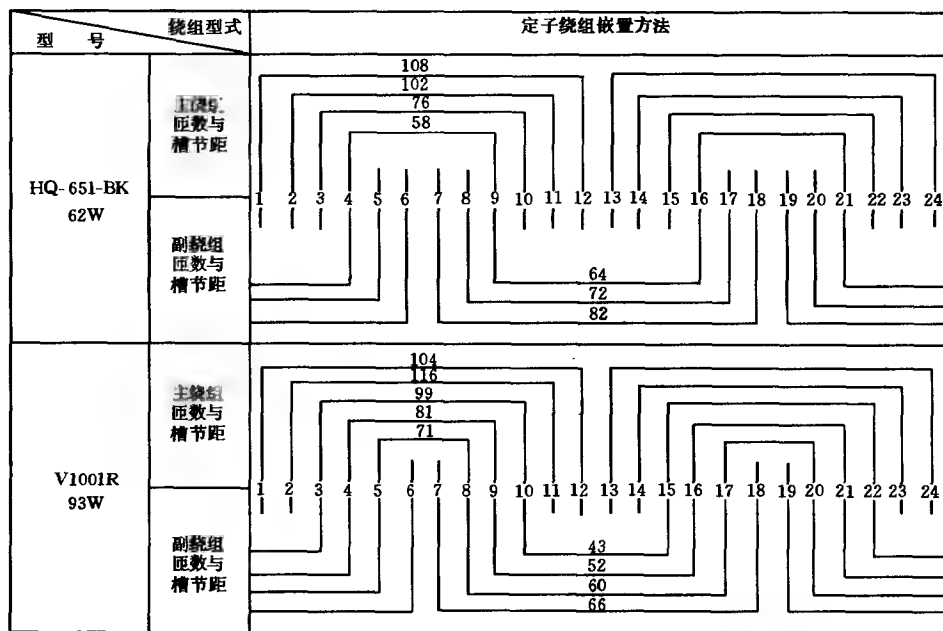 绕组型式
型 号
定子绕组嵌置方法
HQ-651-BK
62W
主绕组
匝数与
槽节距
108
102
76
58
1 2 3 4 5 6 7 8 9 10 11 12 13 14 15 16 17 18 19 20 21 22 23 24
副绕组
匝数与
槽节距
64
72
82
V1001R
93W
主绕组
匝数与
槽节距
104
116
99
81
71
1 2 3 4 5 6 7 8 9 10 11 12 13 14 15 16 17 18 19 20 21 22 23 24
副绕组
匝数与
槽节距
43
52
60
66